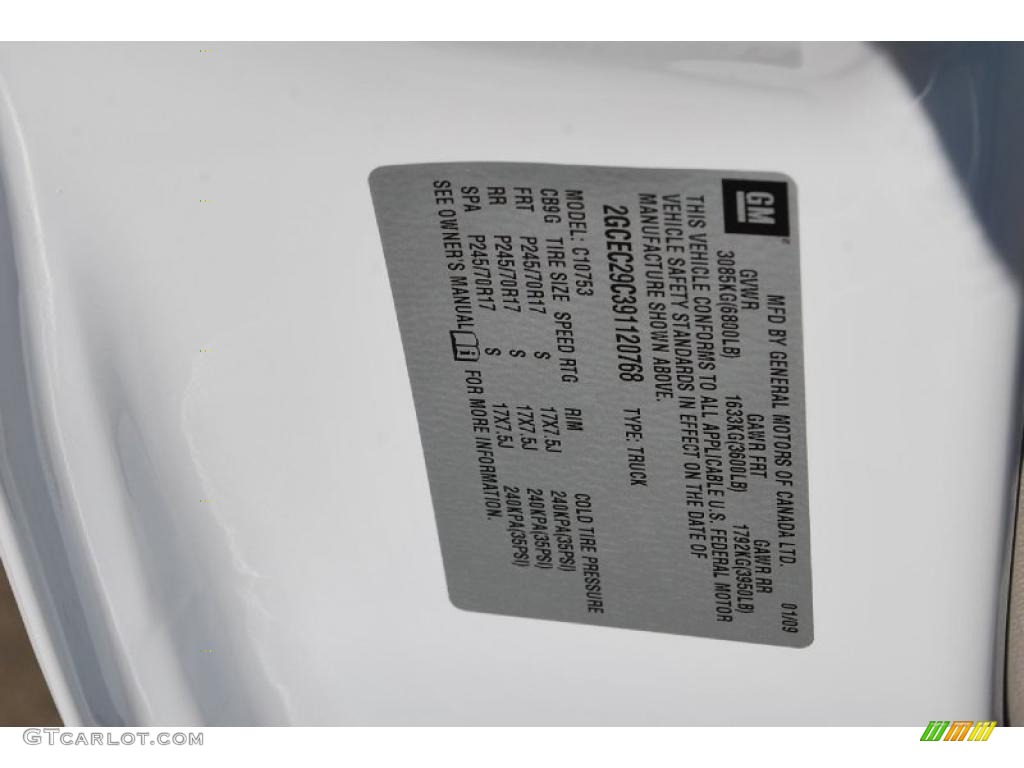 GM
MFD BY GENERAL MOTORS OF CANADA LTD. 01/09
GVWR GAWR FRT GAWR RR
3085KG(6800LB) 1633KG(3600LB) 1792KG(3950LB)
THIS VEHICLE CONFORMS TO ALL APPLICABLE U.S. FEDERAL MOTOR
VEHICLE SAFETY STANDARDS IN EFFECT ON THE DATE OF
MANUFACTURE SHOWN ABOVE.
2GCEC29C391120768 TYPE: TRUCK
MODEL: C10753
CB9G TIRE SIZE SPEED RTG RIM COLD TIRE PRESSURE
FRT P245/70R17 S 17X7.5J 240KPA(35PSI)
RR P245/70R17 S 17X7.5J 240KPA(35PSI)
SPA P245/70R17 S 17X7.5J 240KPA(35PSI)
SEE OWNER'S MANUAL FOR MORE INFORMATION.
GTCARLOT.COM